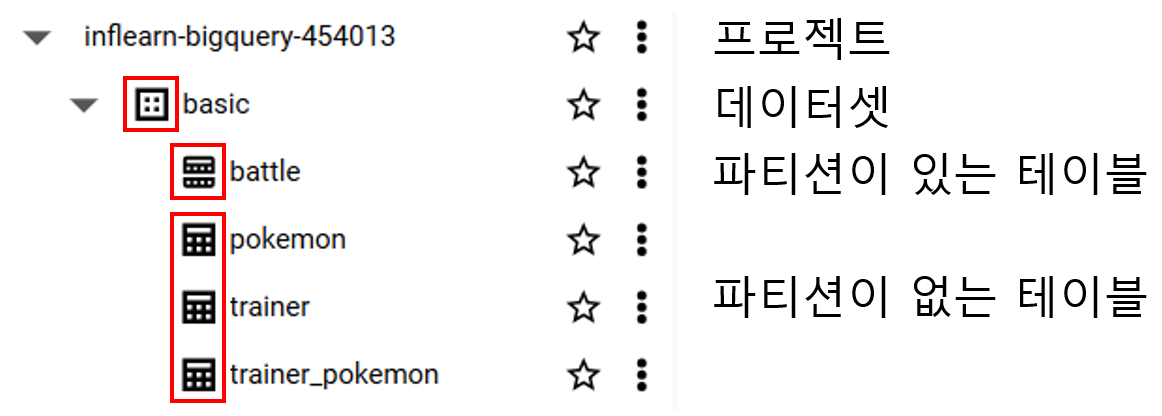 inflearn-bigquery-454013 프로젝트
basic 데이터셋
battle 파티션이 있는 테이블
pokemon
trainer 파티션이 없는 테이블
trainer_pokemon